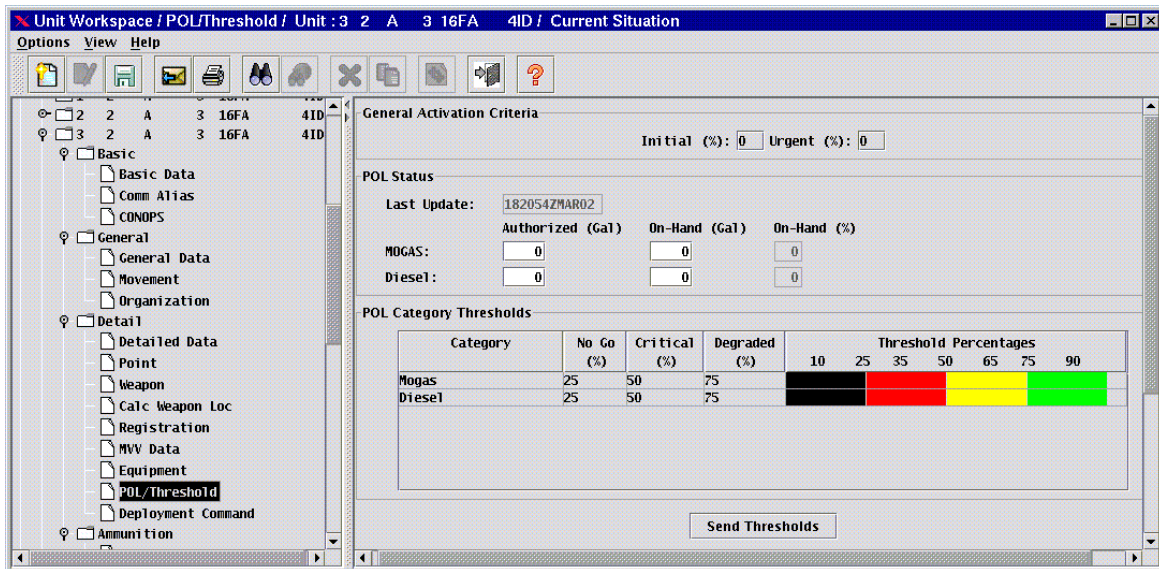 Unit Workspace / POL/Threshold / Unit : 3 2 A 3 16FA 4ID / Current Situation
Options View Help
2 2 A 3 16FA 4ID
3 2 A 3 16FA 4ID
Basic
Basic Data
Comm Alias
CONOPS
General
General Data
Movement
Organization
Detail
Detailed Data
Point
Weapon
Calc Weapon Loc
Registration
MVV Data
Equipment
POL/Threshold
Deployment Command
Ammunition
General Activation Criteria
Initial (%): 0 Urgent (%): 0
POL Status
Last Update: 182054ZMAR02
Authorized (Gal) On-Hand (Gal) On-Hand (%)
MOGAS: 0 0 0
Diesel: 0 0 0
POL Category Thresholds
Category No Go (%) Critical (%) Degraded (%) Threshold Percentages
10 25 35 50 65 75 90
Mogas 25 50 75
Diesel 25 50 75
Send Thresholds